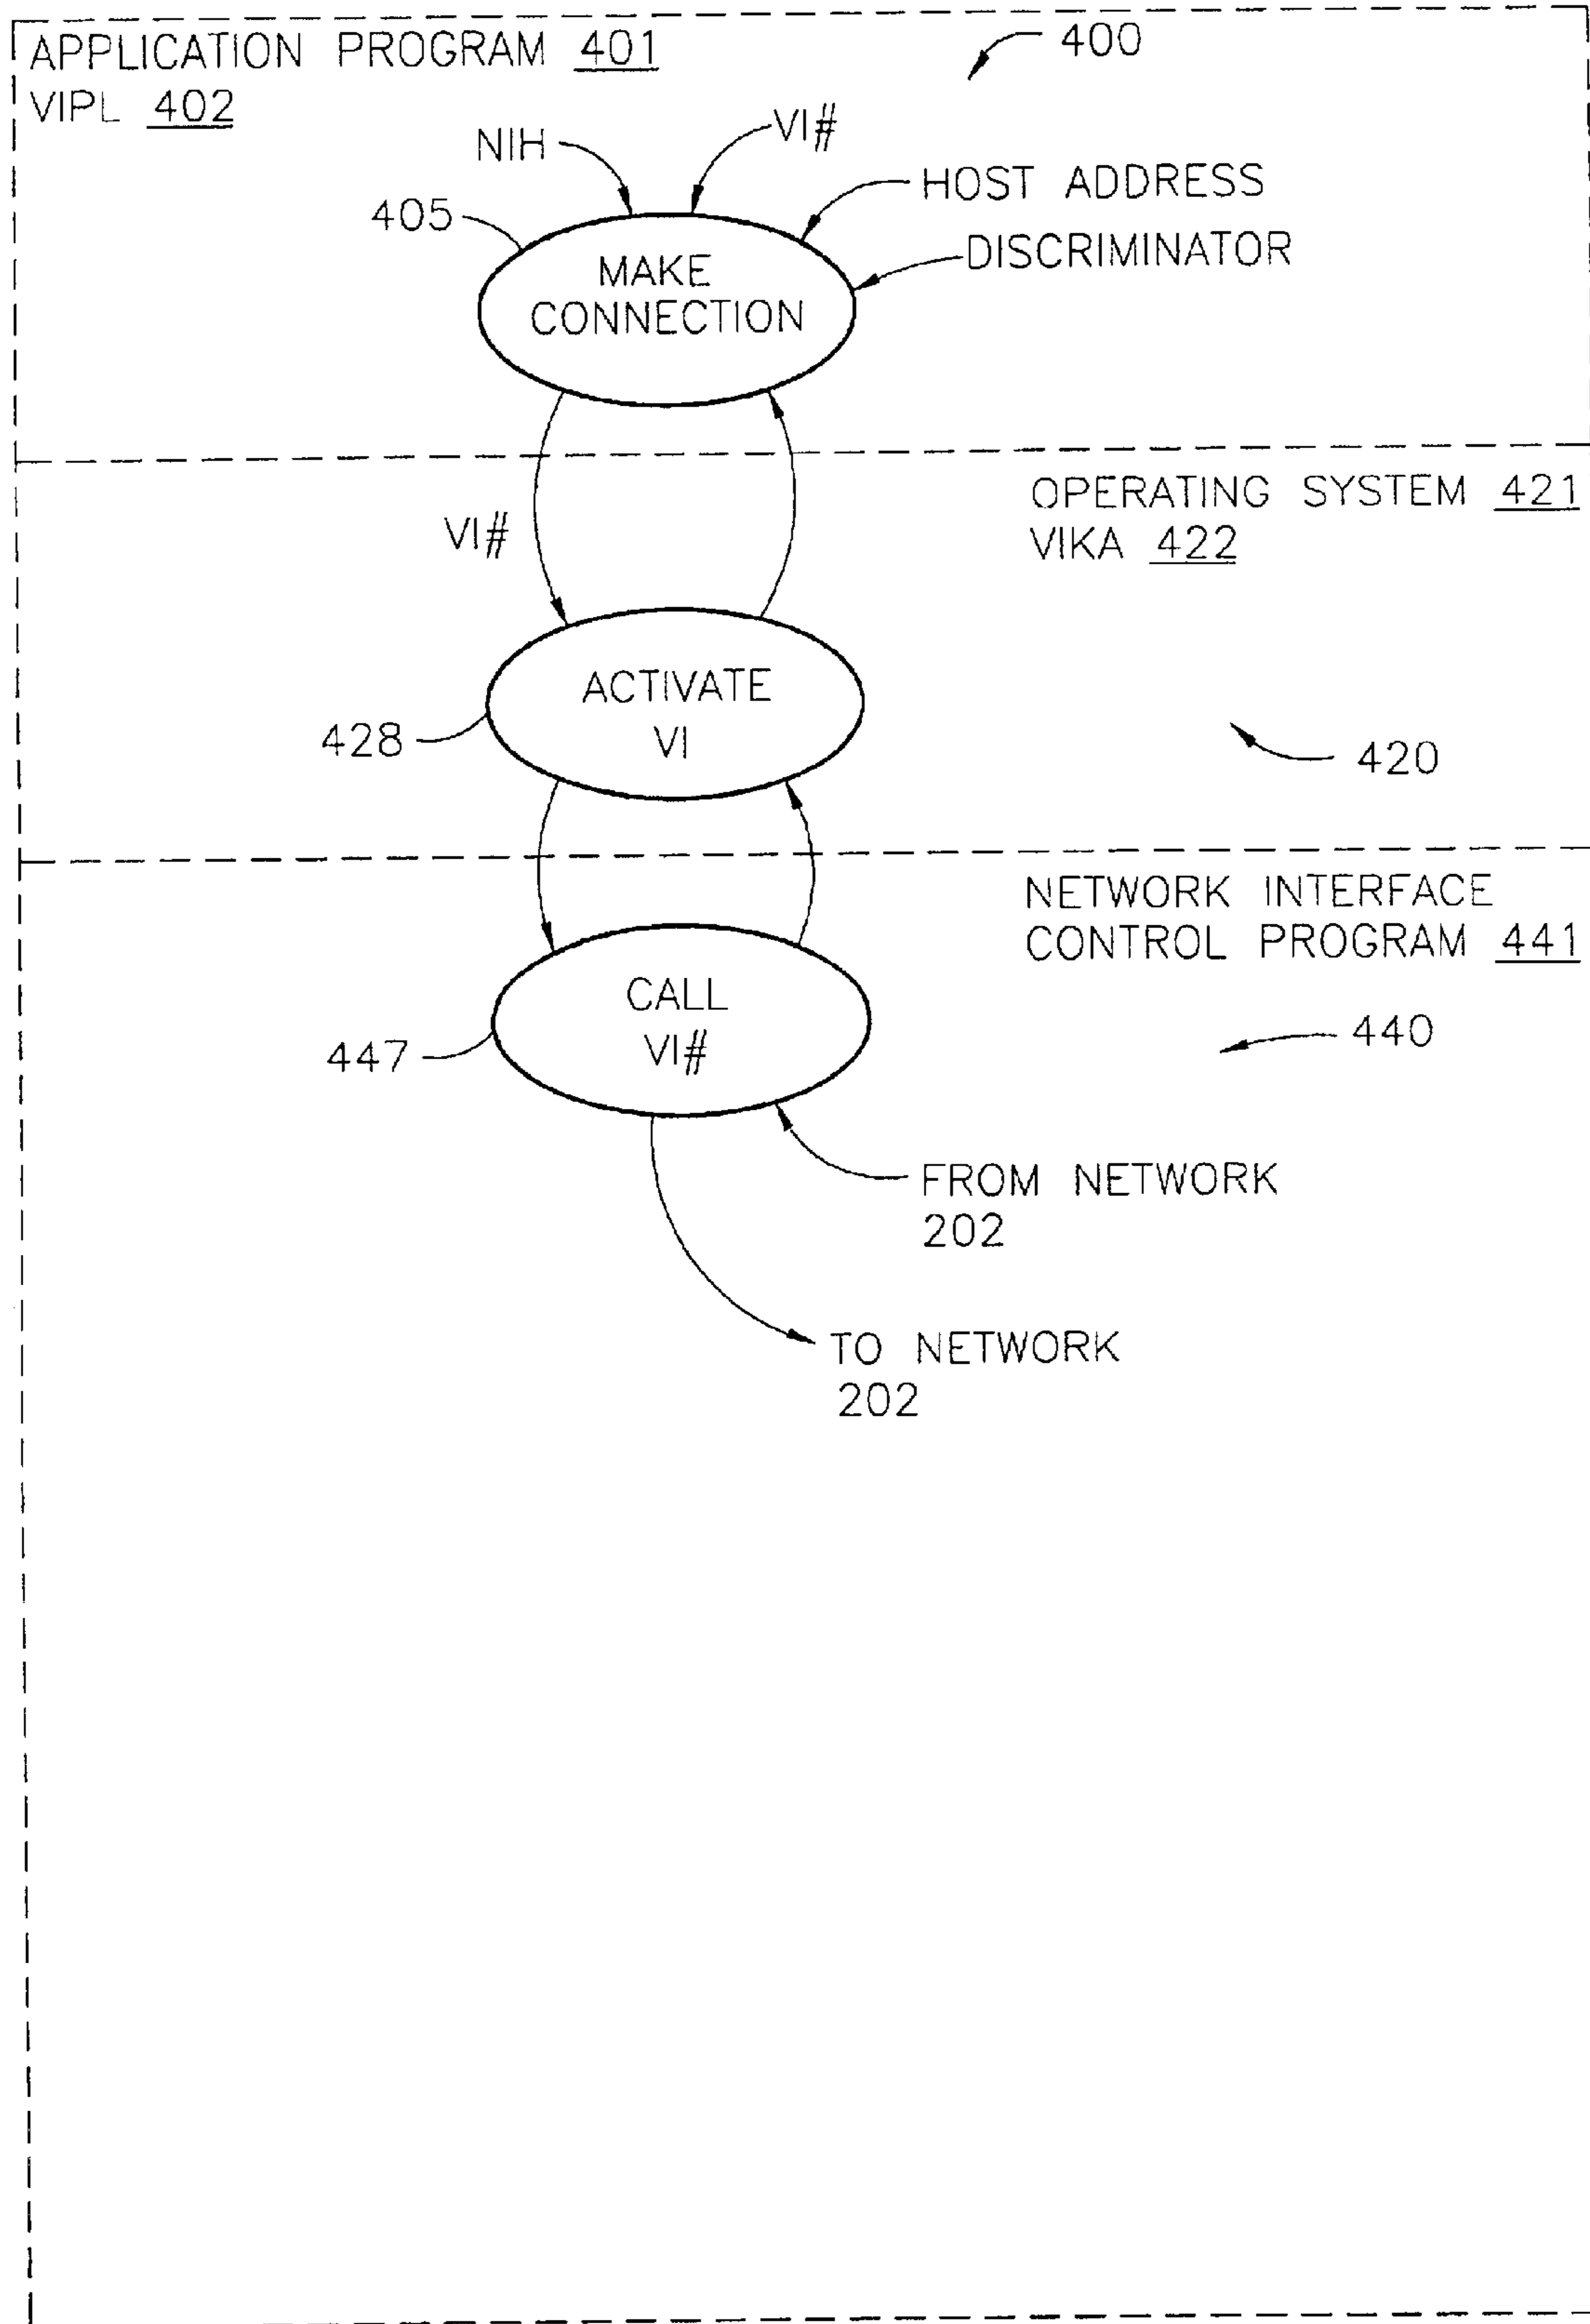 APPLICATION PROGRAM 401
400
VIPL 402
NIH
VI#
HOST ADDRESS
405
DISCRIMINATOR
MAKE
CONNECTION
OPERATING SYSTEM 421
VIKA 422
VI#
ACTIVATE
VI
428
420
NETWORK INTERFACE
CONTROL PROGRAM 441
CALL
VI#
447
440
FROM NETWORK
202
TO NETWORK
202